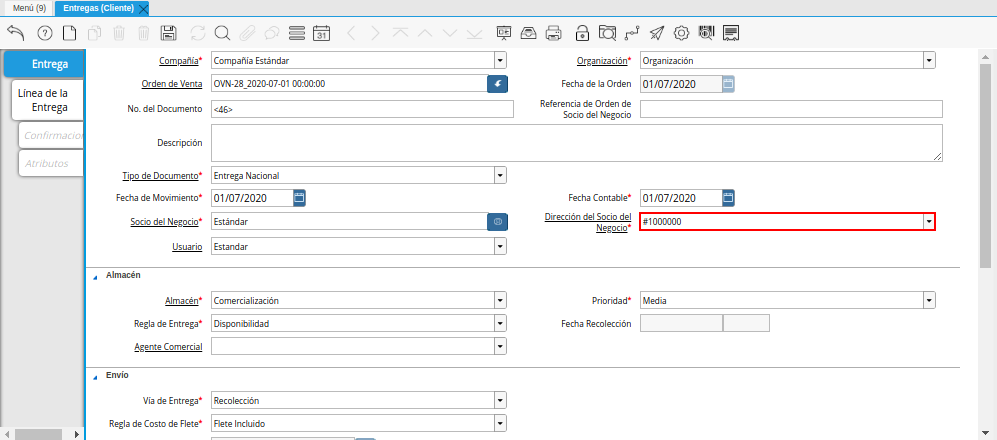 Menú (9)
Entregas (Cliente)
31
Entrega
Línea de la
Entrega
Confirmacio
Atributos
Compañía* Compañía Estándar
Organización* Organización
Orden de Venta OVN-28_2020-07-01 00:00:00
Fecha de la Orden 01/07/2020
No. del Documento <46>
Referencia de Orden de
Socio del Negocio
Descripción
Tipo de Documento* Entrega Nacional
Fecha de Movimiento* 01/07/2020
Fecha Contable* 01/07/2020
Socio del Negocio* Estándar
Dirección del Socio del
Negocio* #1000000
Usuario Estandar
Almacén
Almacén* Comercialización
Prioridad* Media
Regla de Entrega* Disponibilidad
Fecha Recolección
Agente Comercial
Envío
Vía de Entrega* Recolección
Regla de Costo de Flete* Flete Incluido